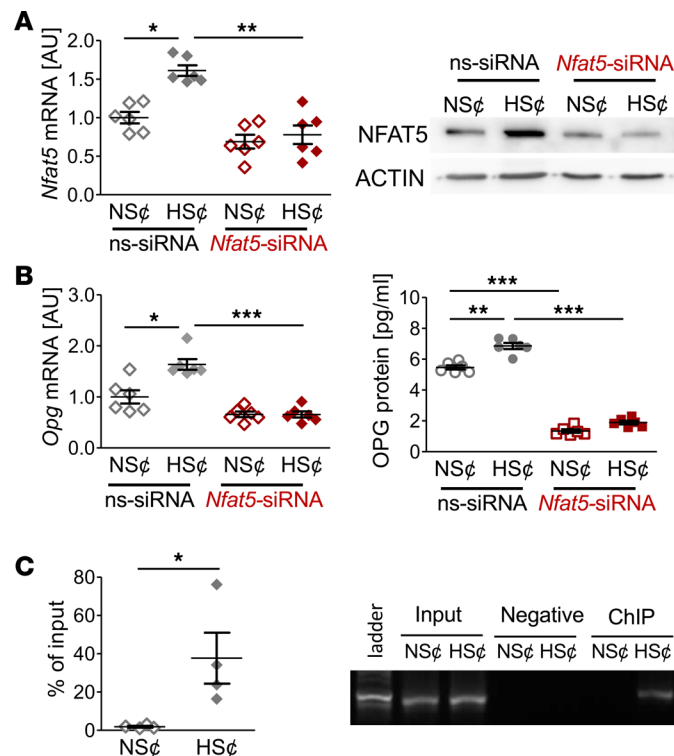 A
Nfat5 mRNA [AU]
2.0
1.5
1.0
0.5
0.0
*
**
NS¢ HS¢ NS¢ HS¢
ns-siRNA Nfat5-siRNA
ns-siRNA Nfat5-siRNA
NS¢ HS¢ NS¢ HS¢
NFAT5
ACTIN
B
Opg mRNA [AU]
3.0
2.0
1.0
0.0
*
***
NS¢ HS¢ NS¢ HS¢
ns-siRNA Nfat5-siRNA
OPG protein [pg/ml]
10
8
6
4
2
0
***
**
***
NS¢ HS¢ NS¢ HS¢
ns-siRNA Nfat5-siRNA
C
% of input
80
60
40
20
0
*
NS¢ HS¢
ladder
Input Negative ChIP
NS¢ HS¢ NS¢ HS¢ NS¢ HS¢